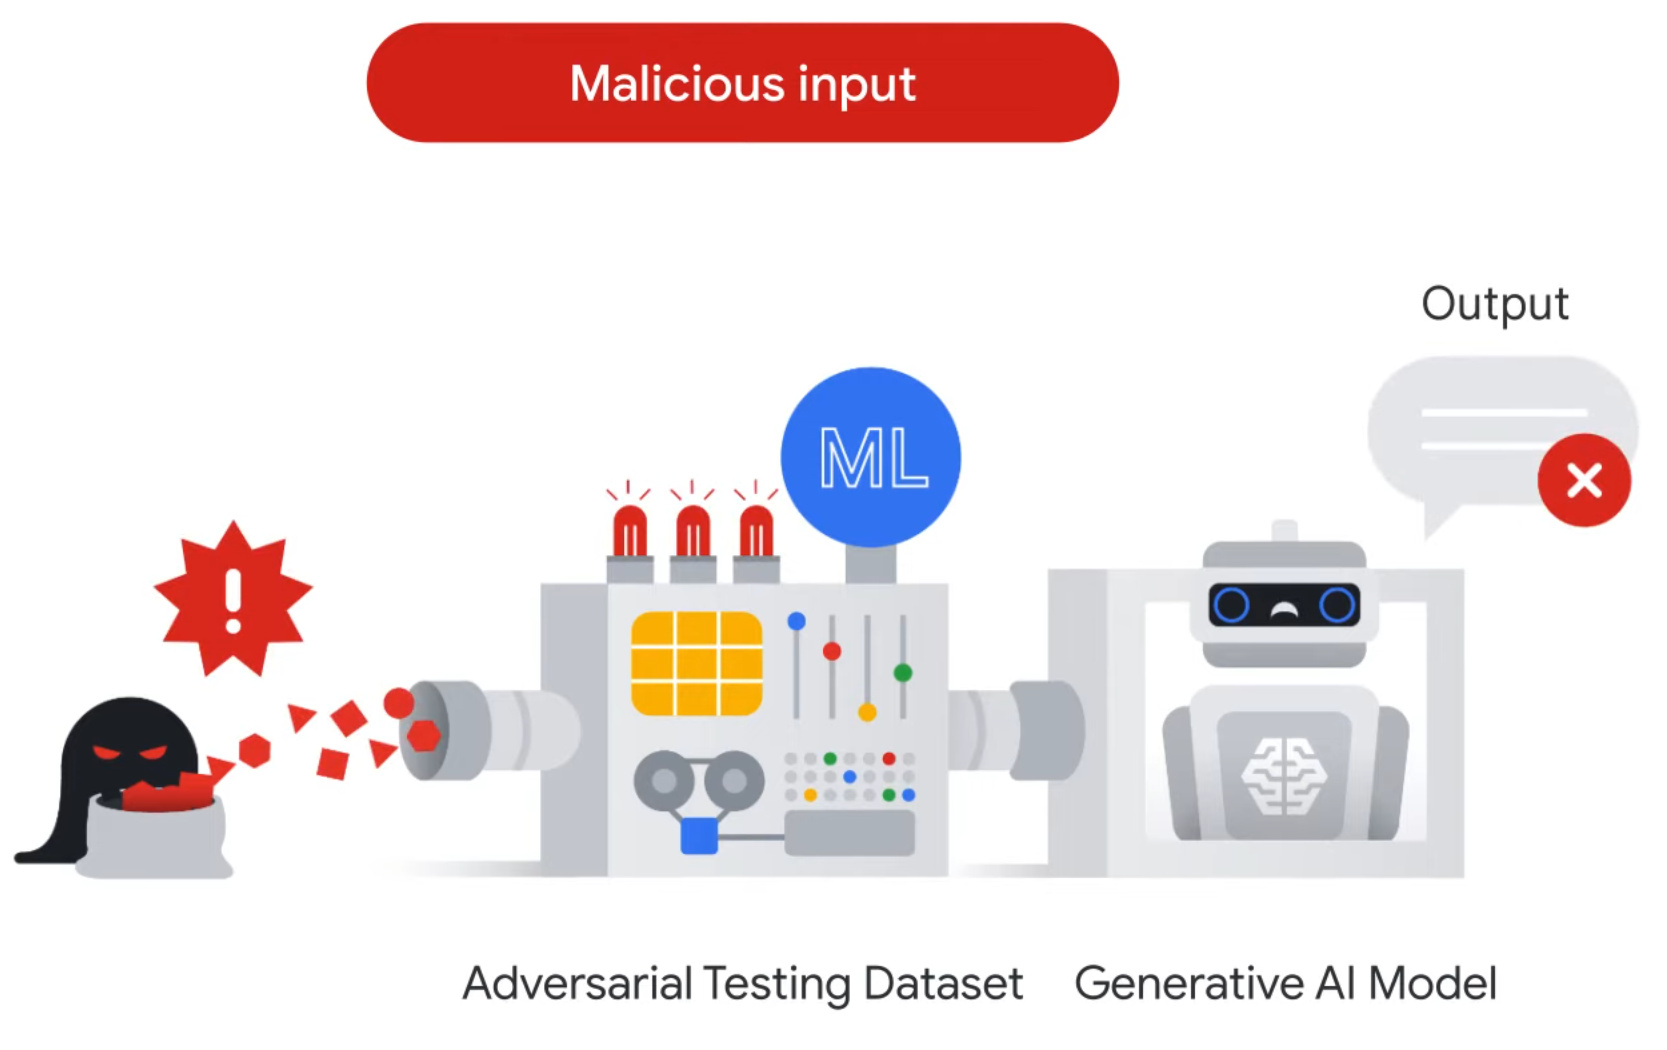 Malicious input
Output
ML
!
Adversarial Testing Dataset
Generative AI Model